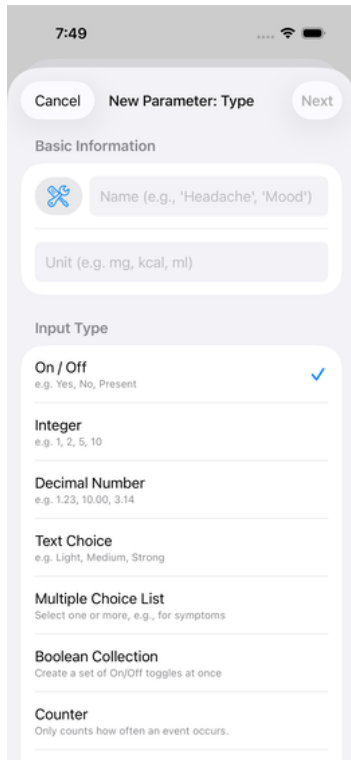 7:49
Cancel
New Parameter: Type
Next
Basic Information
Name (e.g., 'Headache', 'Mood')
Unit (e.g. mg, kcal, ml)
Input Type
On / Off
e.g. Yes, No, Present
Integer
e.g. 1, 2, 5, 10
Decimal Number
e.g. 1.23, 10.00, 3.14
Text Choice
e.g. Light, Medium, Strong
Multiple Choice List
Select one or more, e.g., for symptoms
Boolean Collection
Create a set of On/Off toggles at once
Counter
Only counts how often an event occurs.